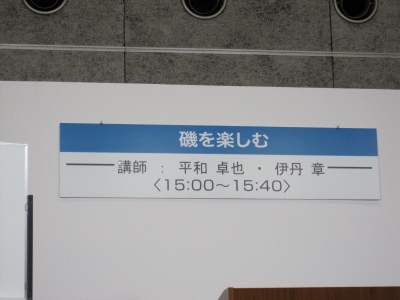 磯を楽しむ
講師 : 平和 卓也 ・ 伊丹 章
〈15:00～15:40〉